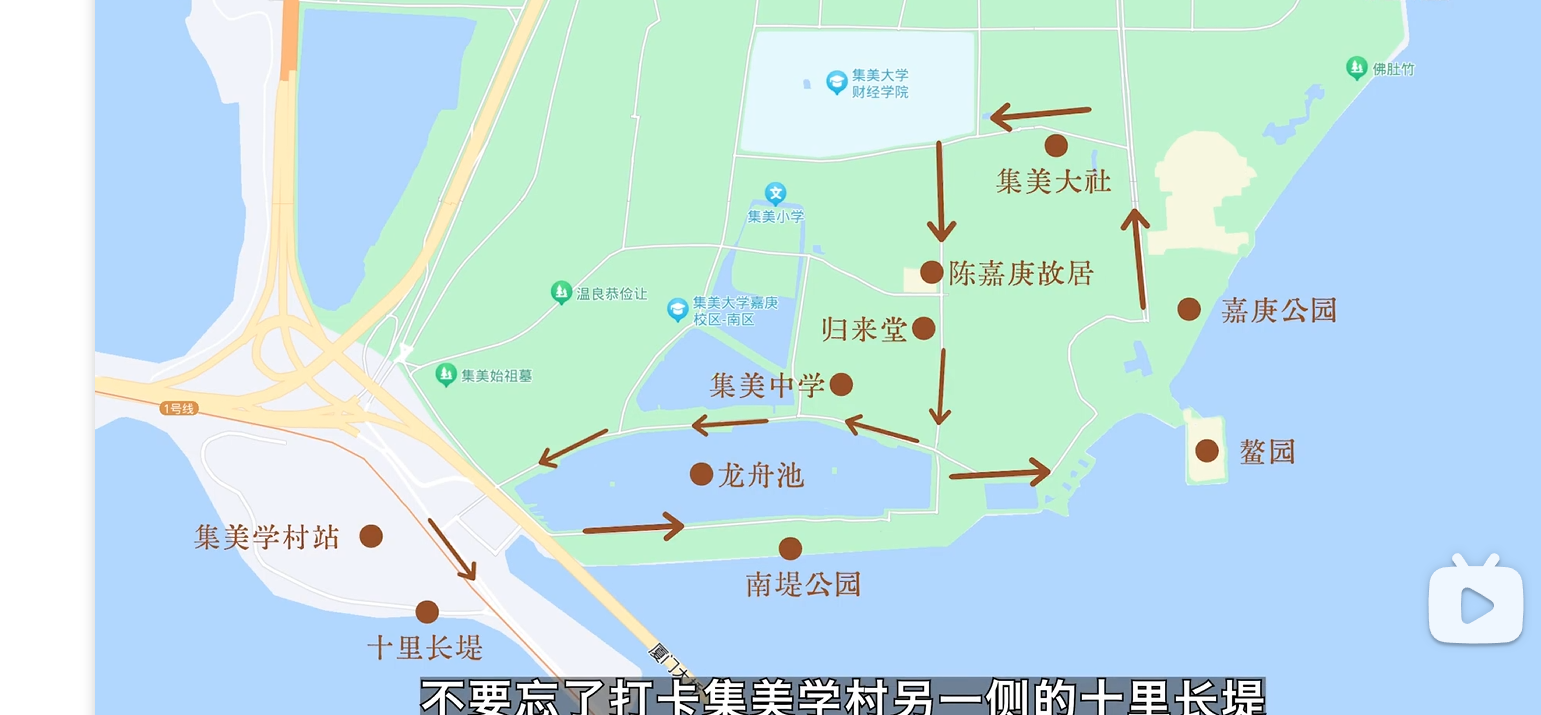 集美大学
财经学院
佛肚竹
集美大社
集美小学
陈嘉庚故居
温良恭俭让
集美大学嘉庚
校区-南区
嘉庚公园
归来堂
集美始祖墓
集美中学
1号线
鳌园
龙舟池
集美学村站
南堤公园
十里长堤
厦门大
不要忘了打卡集美学村另一侧的十里长堤